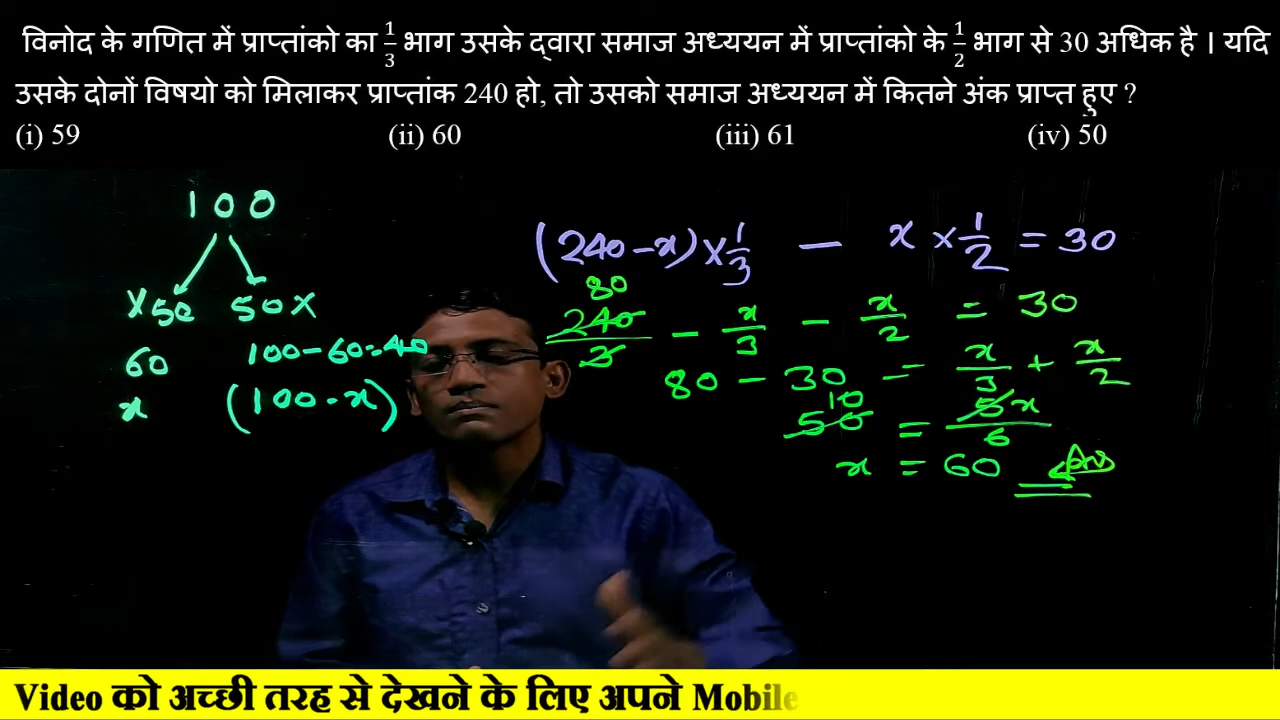 विनोद के गणित में प्राप्तांको का 1/3 भाग उसके द्वारा समाज अध्ययन में प्राप्तांको के 1/2 भाग से 30 अधिक है । यदि
उसके दोनों विषयो को मिलाकर प्राप्तांक 240 हो, तो उसको समाज अध्ययन में कितने अंक प्राप्त हुए ?
(i) 59 (ii) 60 (iii) 61 (iv) 50
100
x50 50x
60 100-60=40
x (100-x)
(240-x)×1/3 - x×1/2 = 30
80
240/3 - x/3 - x/2 = 30
80 - 30 = x/3 + x/2
10
50 = 5x/6
x = 60 Ans
Video को अच्छी तरह से देखने के लिए अपने Mobile